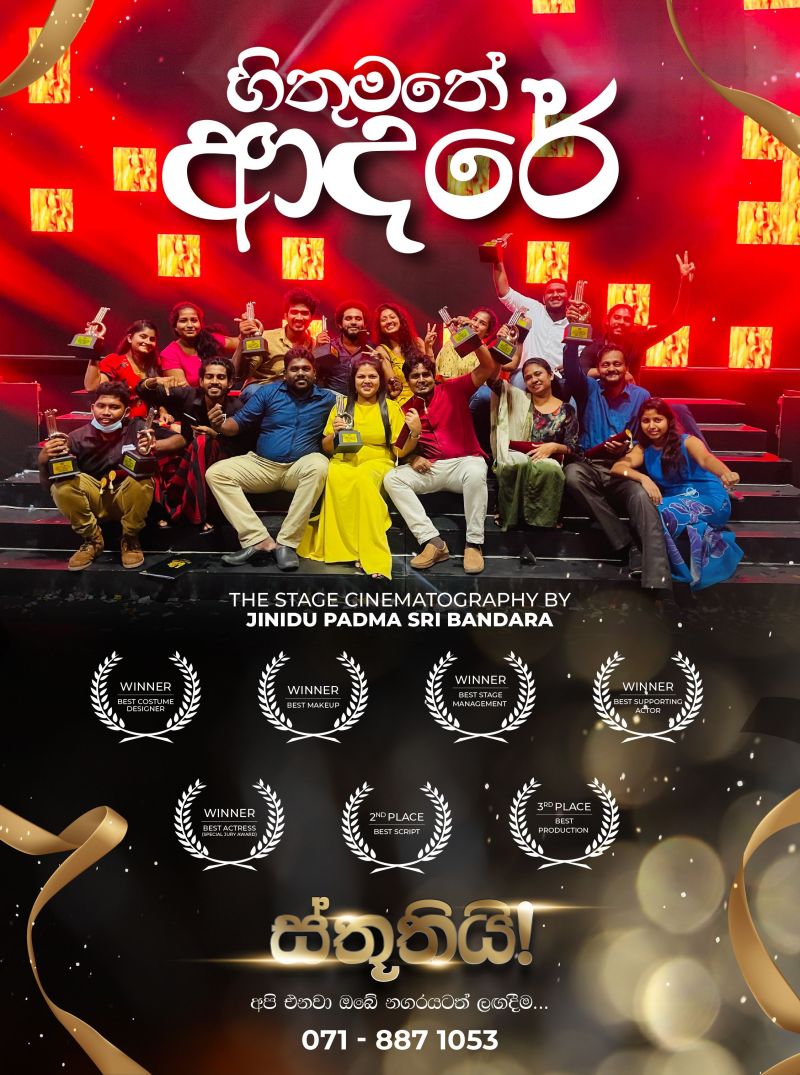 හිතුමතේ
ආදරේ
THE STAGE CINEMATOGRAPHY BY
JINIDU PADMA SRI BANDARA
WINNER
BEST COSTUME
DESIGNER
WINNER
BEST MAKEUP
WINNER
BEST STAGE
MANAGEMENT
WINNER
BEST SUPPORTING
ACTOR
WINNER
BEST ACTRESS
(SPECIAL JURY AWARD)
2ND PLACE
BEST SCRIPT
3RD PLACE
BEST
PRODUCTION
ස්තූතියි!
අපි එනවා ඔබේ නගරයටත් ළඟදීම...
071 - 887 1053